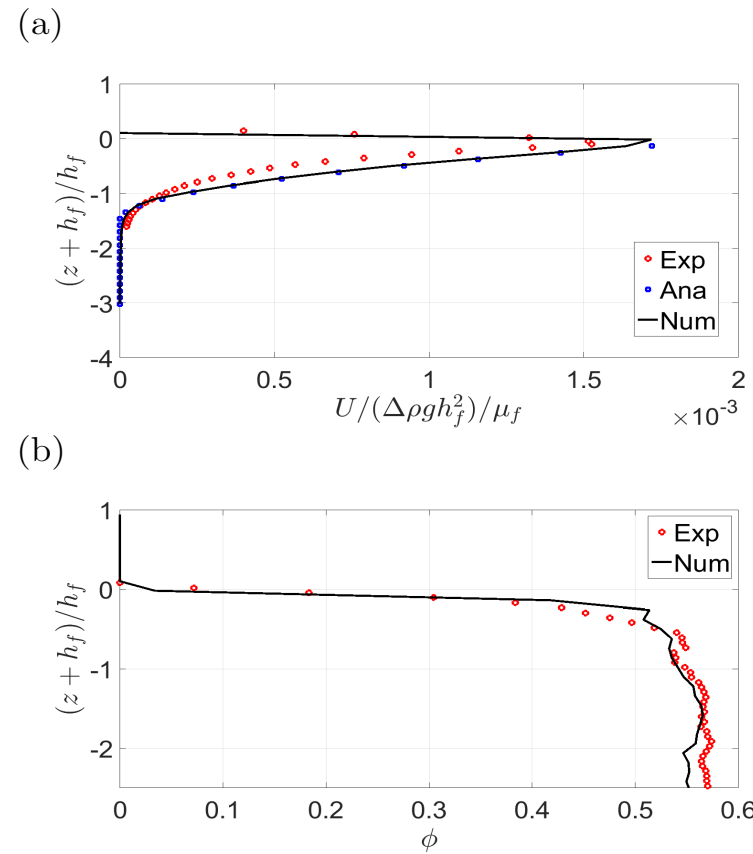 (a)
1
0
-1
-2
-3
-4
(z + h_f)/h_f
Exp
Ana
Num
0 0.5 1 1.5 2
×10^{-3}
U/(Δρgh_f^2)/μ_f
(b)
1
0
-1
-2
(z + h_f)/h_f
Exp
Num
0 0.1 0.2 0.3 0.4 0.5 0.6
ϕ